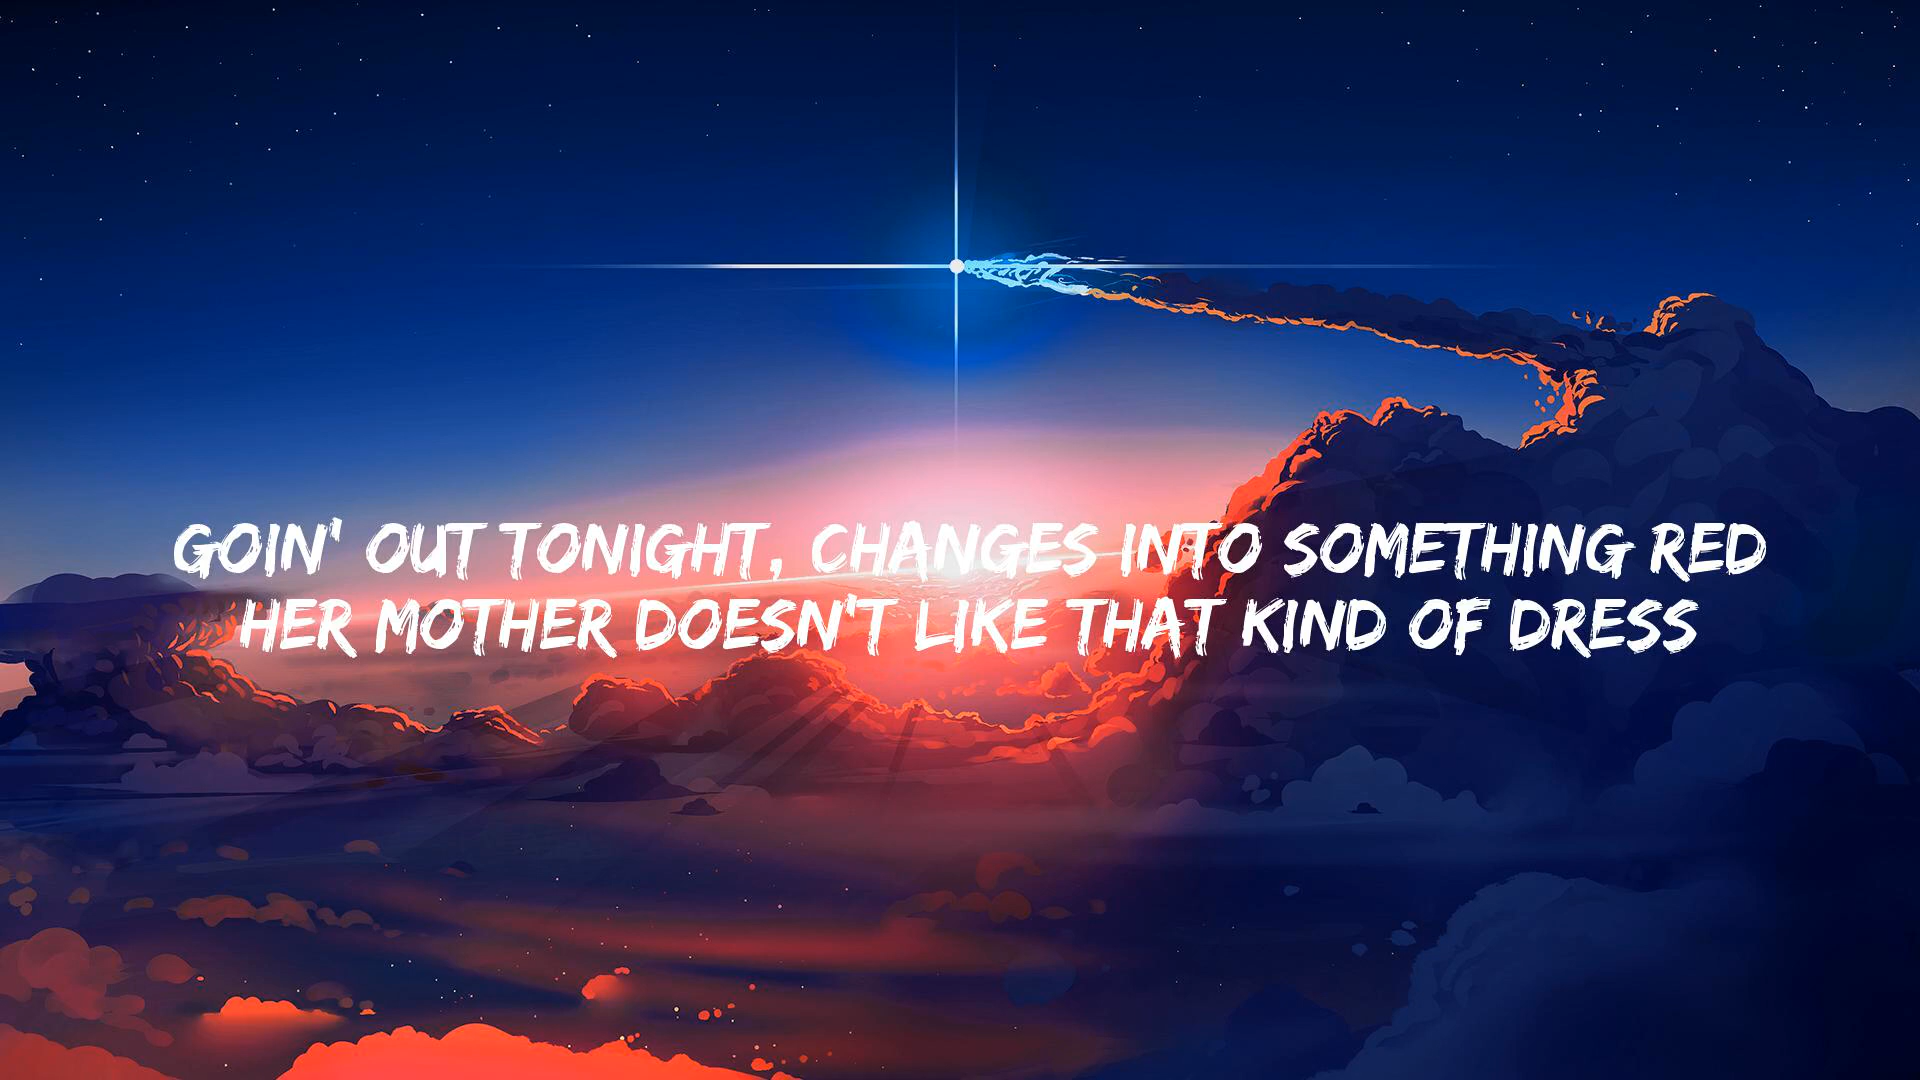 GOIN' OUT TONIGHT, CHANGES INTO SOMETHING RED
HER MOTHER DOESN'T LIKE THAT KIND OF DRESS